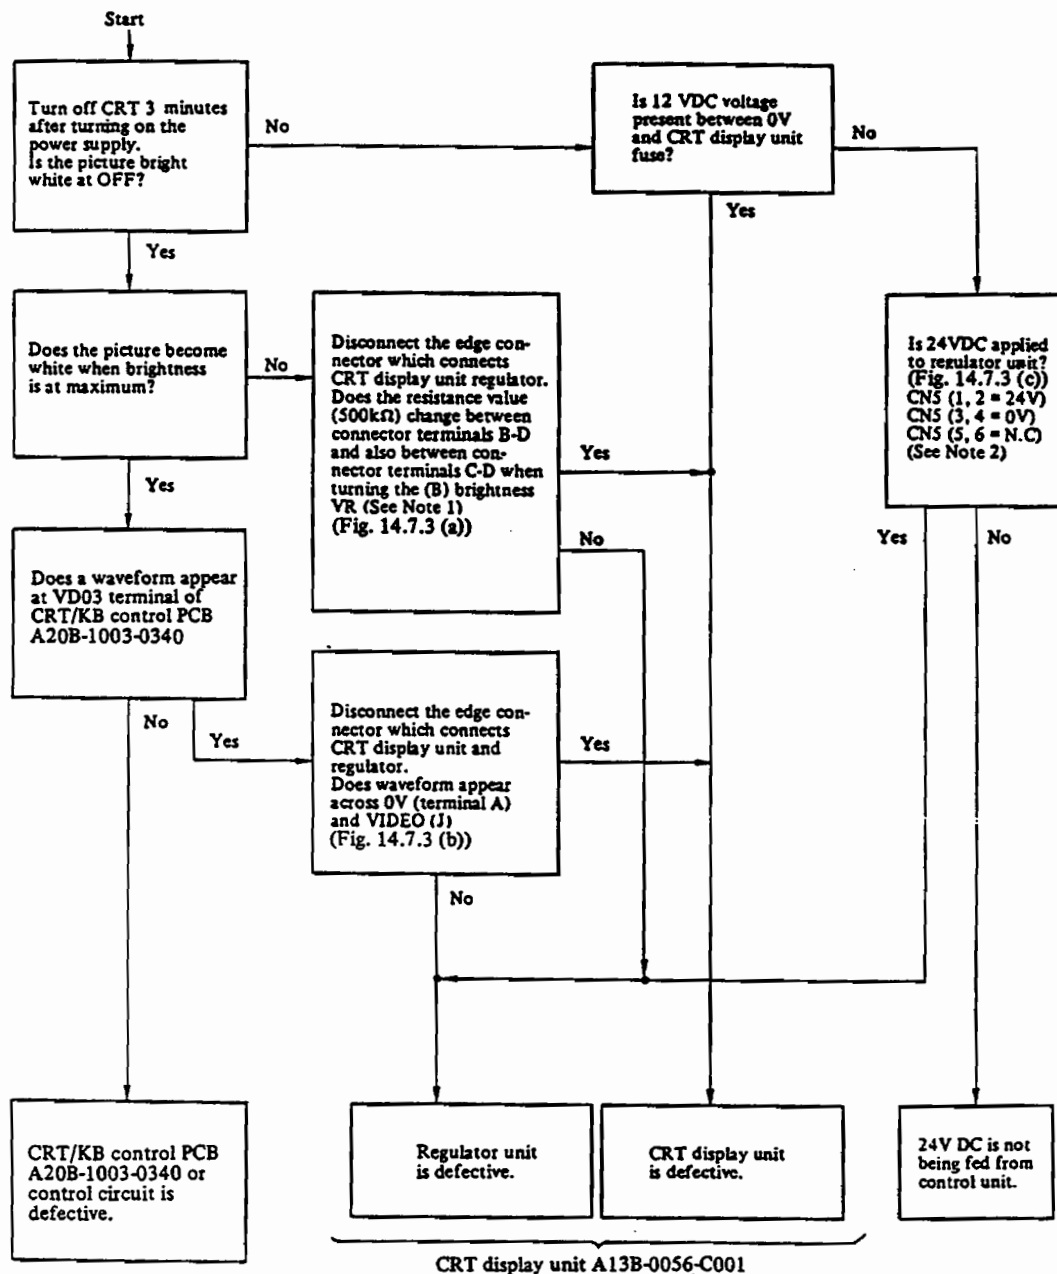 Start
Turn off CRT 3 minutes
after turning on the
power supply.
Is the picture bright
white at OFF?
No
Yes
Is 12 VDC voltage
present between 0V
and CRT display unit
fuse?
No
Yes
Does the picture become
white when brightness
is at maximum?
No
Yes
Disconnect the edge con-
nector which connects
CRT display unit regulator.
Does the resistance value
(500kΩ) change between
connector terminals B-D
and also between con-
nector terminals C-D when
turning the (B) brightness
VR (See Note 1)
(Fig. 14.7.3 (a))
Yes
No
Is 24VDC applied
to regulator unit?
(Fig. 14.7.3 (c))
CN5 (1, 2 = 24V)
CN5 (3, 4 = 0V)
CN5 (5, 6 = N.C)
(See Note 2)
Yes
No
Does a waveform appear
at VD03 terminal of
CRT/KB control PCB
A20B-1003-0340
No
Yes
Disconnect the edge con-
nector which connects
CRT display unit and
regulator.
Does waveform appear
across 0V (terminal A)
and VIDEO (J)
(Fig. 14.7.3 (b))
Yes
No
CRT/KB control PCB
A20B-1003-0340 or
control circuit is
defective.
Regulator unit
is defective.
CRT display unit
is defective.
24V DC is not
being fed from
control unit.
CRT display unit A13B-0056-C001